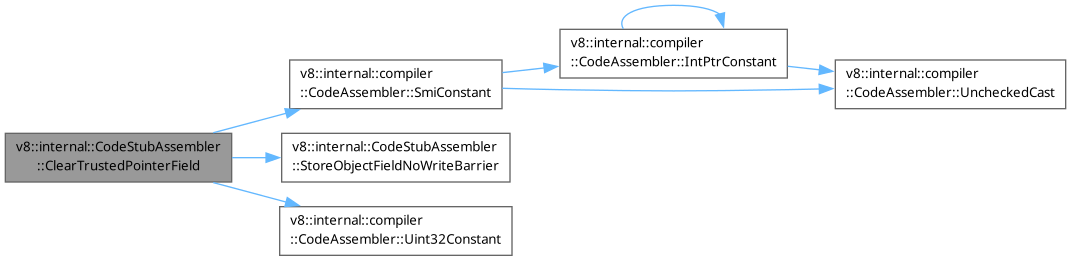 v8::internal::CodeStubAssembler
::ClearTrustedPointerField
v8::internal::compiler
::CodeAssembler::SmiConstant
v8::internal::compiler
::CodeAssembler::IntPtrConstant
v8::internal::compiler
::CodeAssembler::UncheckedCast
v8::internal::CodeStubAssembler
::StoreObjectFieldNoWriteBarrier
v8::internal::compiler
::CodeAssembler::Uint32Constant